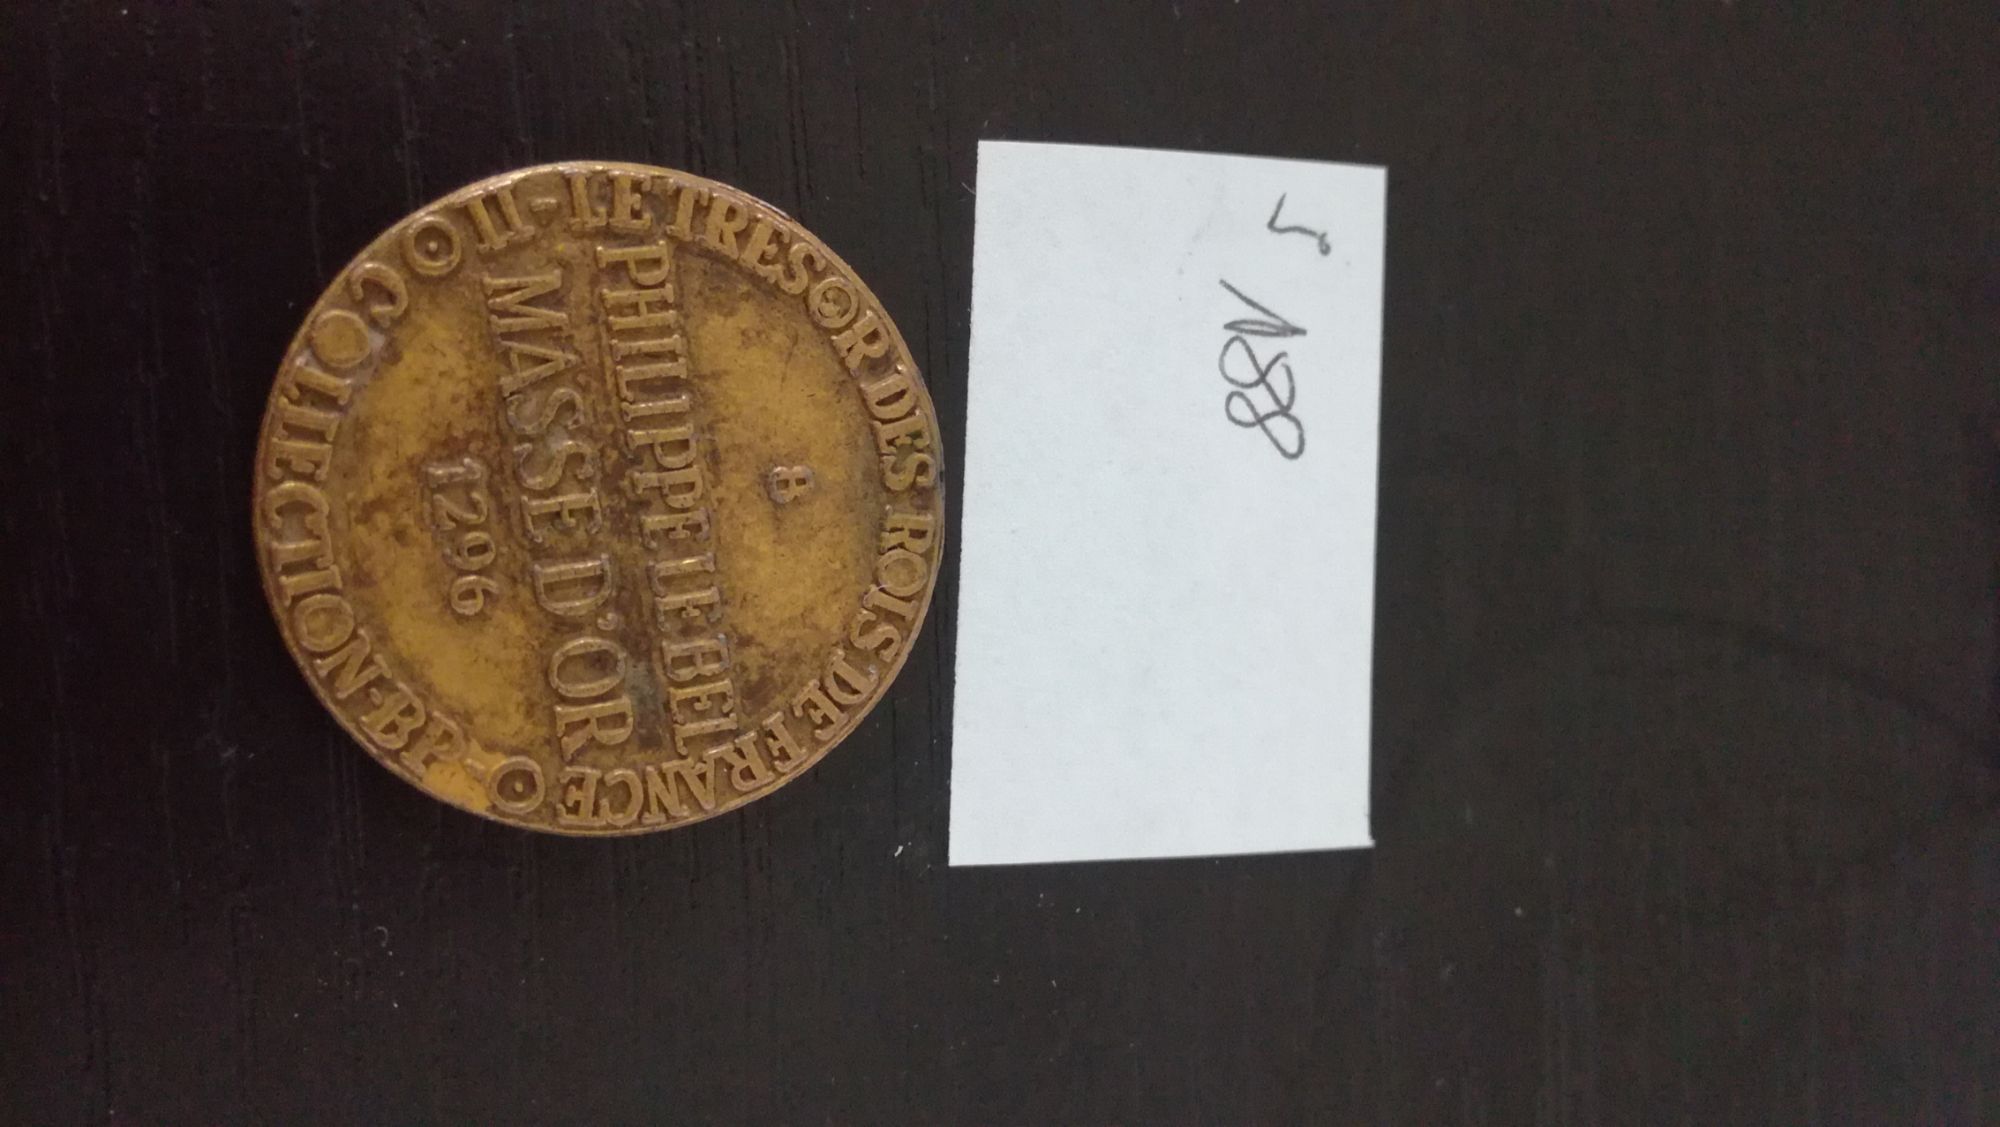 LE TRESOR DES ROIS DE FRANCE
8
PHILIPPE LE BEL
MASSE D'OR
1296
II - COLLECTION - BP -
188